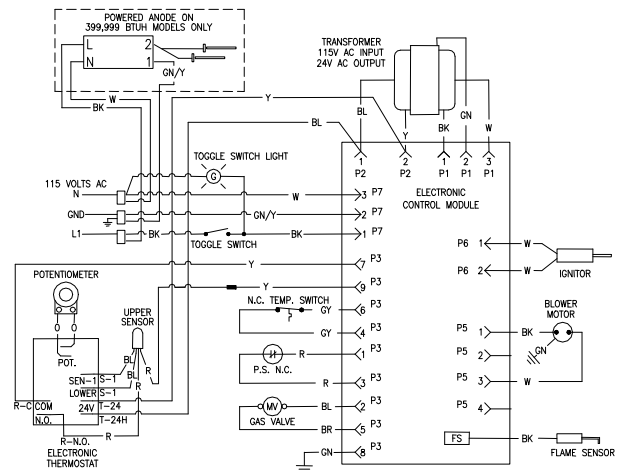 POWERED ANODE ON
399,999 BTUH MODELS ONLY
L 2
N 1
GN/Y
W
BK
TRANSFORMER
115V AC INPUT
24V AC OUTPUT
Y
BL
BL
Y
BK
GN
W
1 2 1 2 3
P2 P2 P1 P1 P1
TOGGLE SWITCH LIGHT
G
ELECTRONIC
CONTROL MODULE
115 VOLTS AC
N
W
3 P7
GND
GN/Y
2 P7
L1
BK
BK
1 P7
TOGGLE SWITCH
P6 1
W
P6 2
W
IGNITOR
Y
7 P3
POTENTIOMETER
Y
9 P3
N.C. TEMP. SWITCH
GY
6 P3
GY
4 P3
UPPER
SENSOR
BLOWER
MOTOR
P5 1
BK
GN
P5 2
P5 3
W
P5 4
R
1 P3
P.S. N.C.
R
3 P3
POT.
BL
BL
R
R
SEN-1 S-1
LOWER S-1
R-C COM
24V T-24
N.O. T-24H
R-N.O.
R
ELECTRONIC
THERMOSTAT
MV
BL
2 P3
GAS VALVE
BR
5 P3
GN
8 P3
FS
BK
FLAME SENSOR